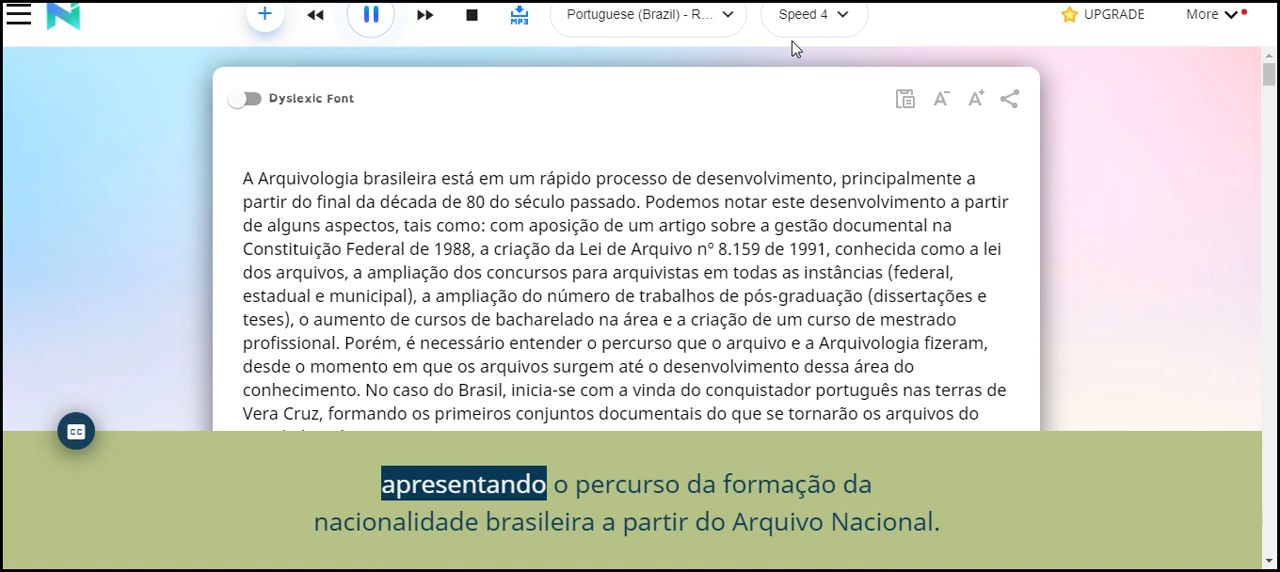 MP3 Portuguese (Brazil) - R... Speed 4 UPGRADE More
Dyslexic Font
A Arquivologia brasileira está em um rápido processo de desenvolvimento, principalmente a
partir do final da década de 80 do século passado. Podemos notar este desenvolvimento a partir
de alguns aspectos, tais como: com aposição de um artigo sobre a gestão documental na
Constituição Federal de 1988, a criação da Lei de Arquivo nº 8.159 de 1991, conhecida como a lei
dos arquivos, a ampliação dos concursos para arquivistas em todas as instâncias (federal,
estadual e municipal), a ampliação do número de trabalhos de pós-graduação (dissertações e
teses), o aumento de cursos de bacharelado na área e a criação de um curso de mestrado
profissional. Porém, é necessário entender o percurso que o arquivo e a Arquivologia fizeram,
desde o momento em que os arquivos surgem até o desenvolvimento dessa área do
conhecimento. No caso do Brasil, inicia-se com a vinda do conquistador português nas terras de
Vera Cruz, formando os primeiros conjuntos documentais do que se tornarão os arquivos do
CC
apresentando o percurso da formação da
nacionalidade brasileira a partir do Arquivo Nacional.